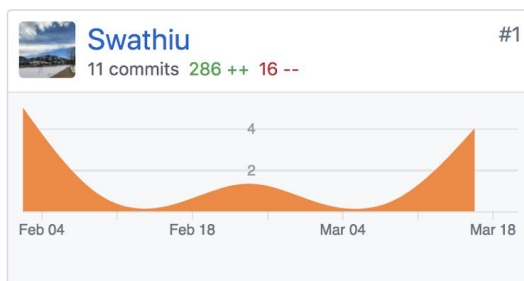 Swathiu #1
11 commits 286 ++ 16 --
4
2
Feb 04 Feb 18 Mar 04 Mar 18